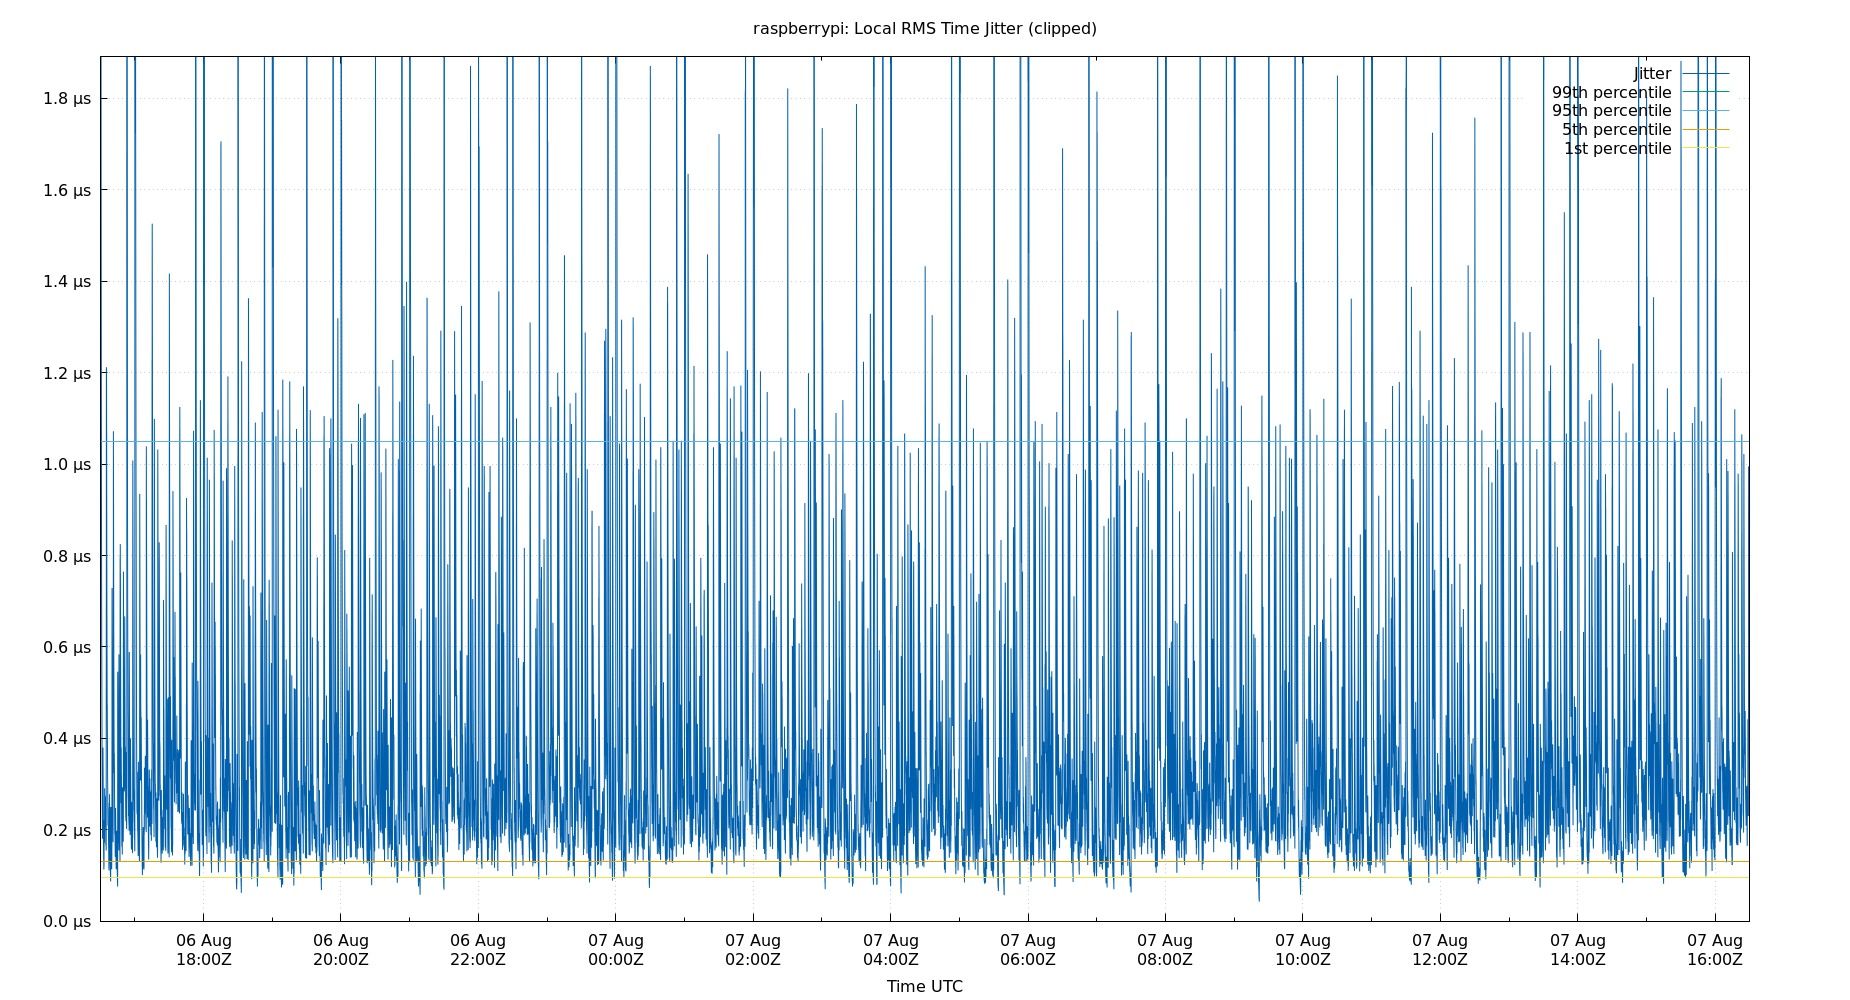 raspberrypi: Local RMS Time Jitter (clipped)
Jitter
99th percentile
95th percentile
5th percentile
1st percentile
1.8 µs
1.6 µs
1.4 µs
1.2 µs
1.0 µs
0.8 µs
0.6 µs
0.4 µs
0.2 µs
0.0 µs
06 Aug 06 Aug 06 Aug 07 Aug 07 Aug 07 Aug 07 Aug 07 Aug 07 Aug 07 Aug 07 Aug 07 Aug
18:00Z 20:00Z 22:00Z 00:00Z 02:00Z 04:00Z 06:00Z 08:00Z 10:00Z 12:00Z 14:00Z 16:00Z
Time UTC